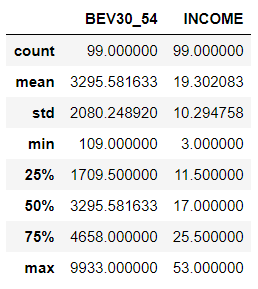 BEV30_54 INCOME
count 99.000000 99.000000
mean 3295.581633 19.302083
std 2080.248920 10.294758
min 109.000000 3.000000
25% 1709.500000 11.500000
50% 3295.581633 17.000000
75% 4658.000000 25.500000
max 9933.000000 53.000000